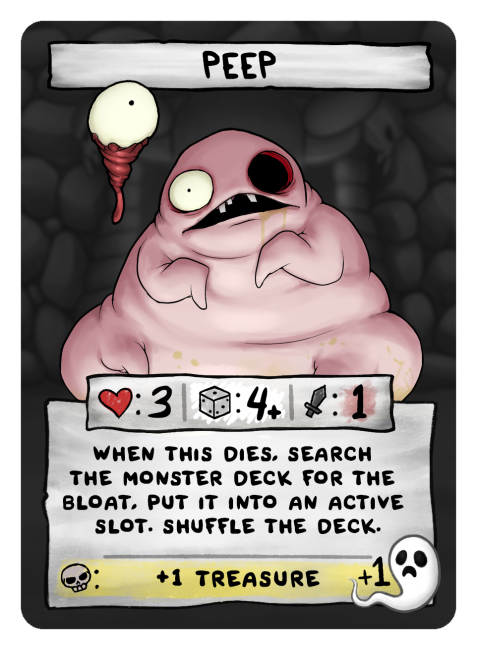 PEEP
:3 :4+ :1
WHEN THIS DIES, SEARCH
THE MONSTER DECK FOR THE
BLOAT, PUT IT INTO AN ACTIVE
SLOT. SHUFFLE THE DECK.
: +1 TREASURE +1